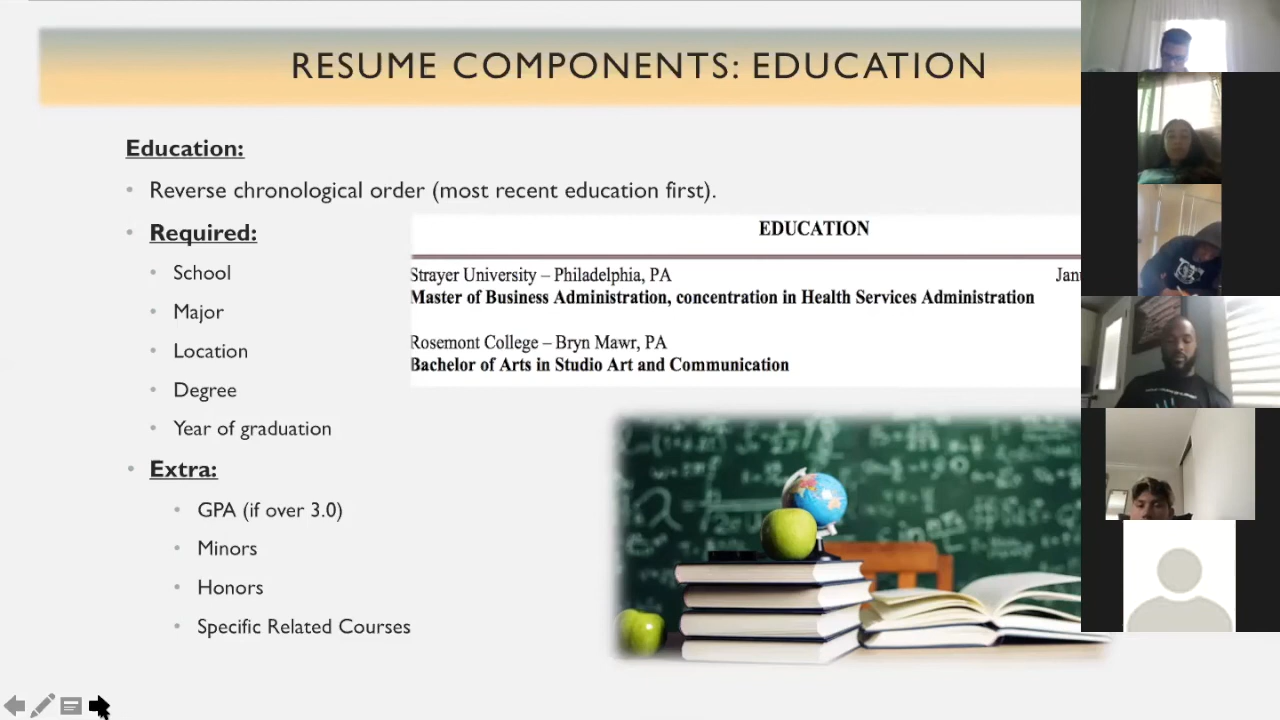 RESUME COMPONENTS: EDUCATION
Education:
Reverse chronological order (most recent education first).
Required:
School
Major
Location
Degree
Year of graduation
Extra:
GPA (if over 3.0)
Minors
Honors
Specific Related Courses
EDUCATION
Strayer University – Philadelphia, PA
Master of Business Administration, concentration in Health Services Administration
Rosemont College – Bryn Mawr, PA
Bachelor of Arts in Studio Art and Communication